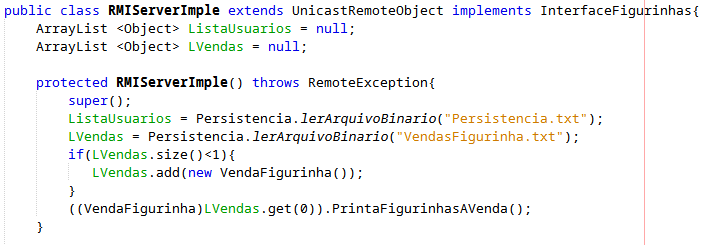 public class RMIServerImple extends UnicastRemoteObject implements InterfaceFigurinhas{
    ArrayList <Object> ListaUsuarios = null;
    ArrayList <Object> LVendas = null;

    protected RMIServerImple() throws RemoteException{
        super();
        ListaUsuarios = Persistencia.lerArquivoBinario("Persistencia.txt");
        LVendas = Persistencia.lerArquivoBinario("VendasFigurinha.txt");
        if(LVendas.size()<1){
           LVendas.add(new VendaFigurinha());
        }
        ((VendaFigurinha)LVendas.get(0)).PrintaFigurinhasAVenda();
    }